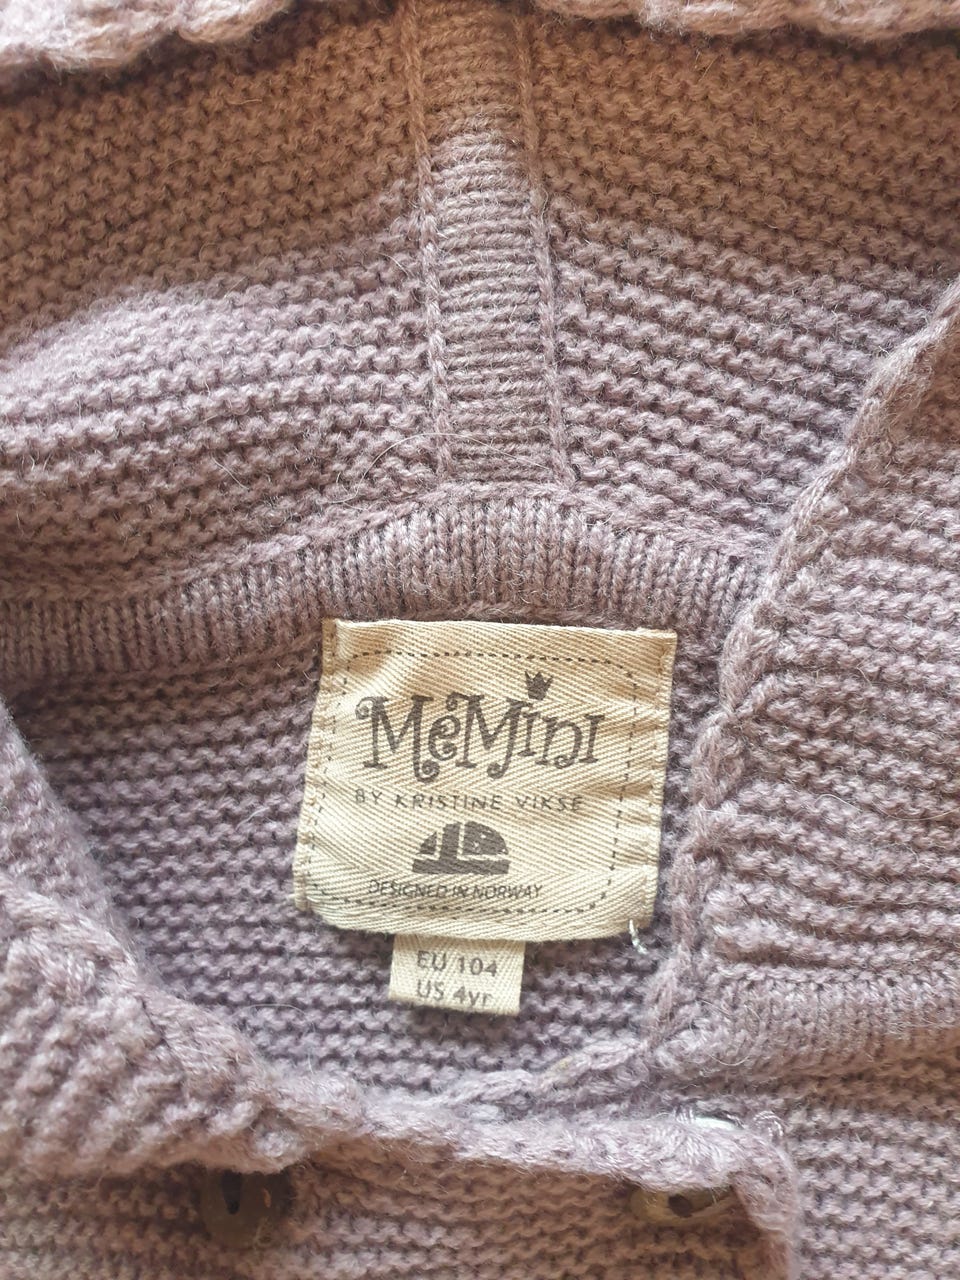 MeMini
BY KRISTINE VIKSE
DESIGNED IN NORWAY
EU 104
US 4yr